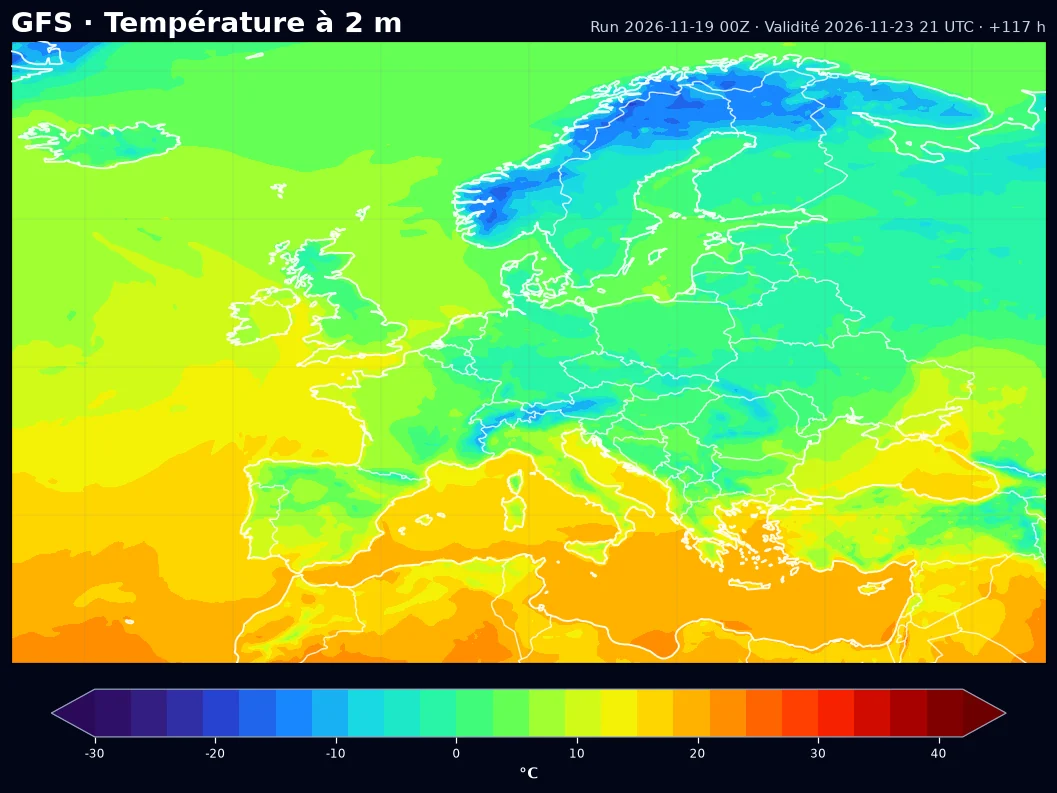 GFS · Température à 2 m
Run 2026-11-19 00Z · Validité 2026-11-23 21 UTC · +117 h
-30 -20 -10 0 10 20 30 40
°C